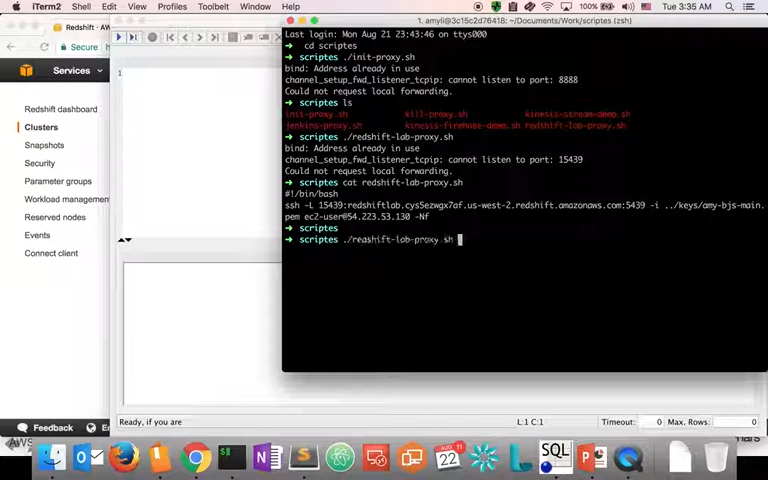 iTerm2 Shell Edit View Profiles Toolbelt Window Help 100% Tue 3:35 AM
Redshift · AW
Secure
Services
Redshift dashboard
Clusters
Snapshots
Security
Parameter groups
Workload management
Reserved nodes
Events
Connect client
Feedback
1
Ready, if you are L:1 C:1 Timeout: 0 Max. Rows: 0
1. amyli@3c15c2d76418: ~/Documents/Work/scriptes (zsh)
Last login: Mon Aug 21 23:43:46 on ttys000
➜ cd scriptes
➜ scriptes ./init-proxy.sh
bind: Address already in use
channel_setup_fwd_listener_tcpip: cannot listen to port: 8888
Could not request local forwarding.
➜ scriptes ls
init-proxy.sh kill-proxy.sh kinesis-stream-demo.sh
jenkins-proxy.sh kinesis-firehose-demo.sh redshift-lab-proxy.sh
➜ scriptes ./redshift-lab-proxy.sh
bind: Address already in use
channel_setup_fwd_listener_tcpip: cannot listen to port: 15439
Could not request local forwarding.
➜ scriptes cat redshift-lab-proxy.sh
#!/bin/bash
ssh -L 15439:redshiftlab.cys5ezwgx7af.us-west-2.redshift.amazonaws.com:5439 -i ../keys/amy-bjs-main.
pem ec2-user@54.223.53.130 -Nf
➜ scriptes
➜ scriptes ./redshift-lab-proxy.sh
AUG
22
11
SQL